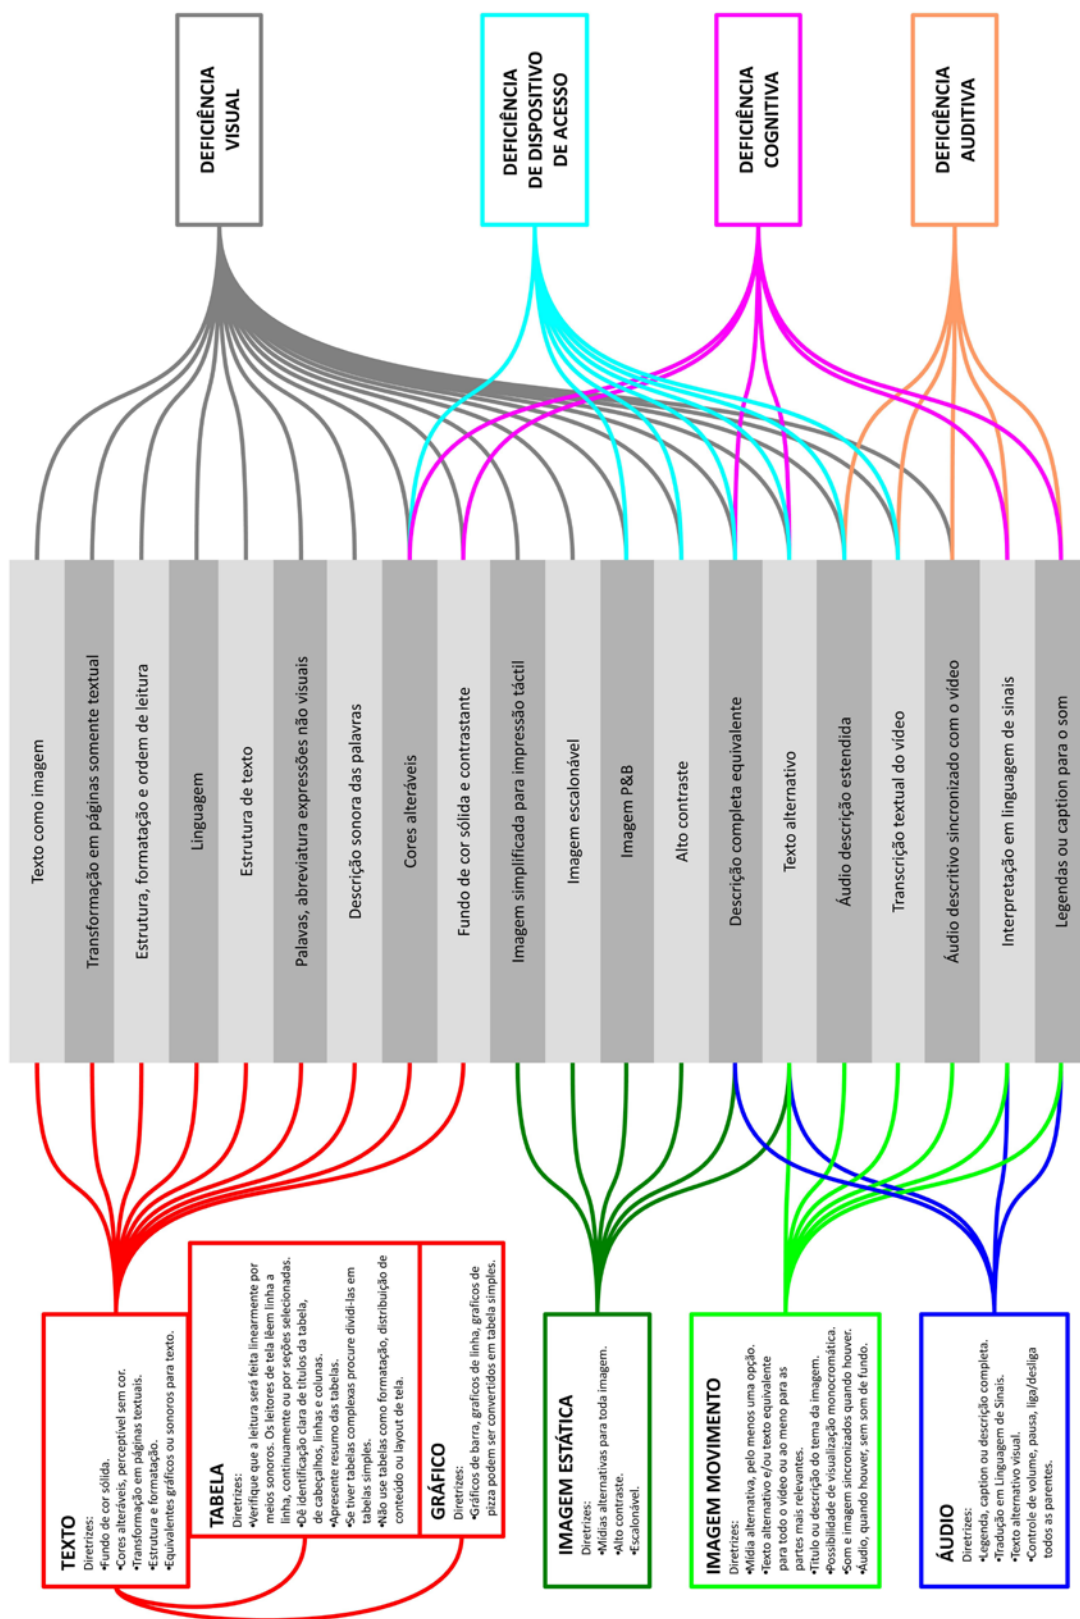 TEXTO
Diretrizes:
•Fundo de cor sólida.
•Cores alteráveis, perceptivel sem cor.
•Transformação em páginas textuais.
•Estrutura e formatação.
•Equivalentes gráficos ou sonoros para texto.
TABELA
Diretrizes:
•Verifique que a leitura será feita linearmente por
meios sonoros. Os leitores de tela lêem linha a
linha, continuamente ou por seções selecionadas.
•Dê identificação clara de titulos da tabela,
de cabeçalhos, linhas e colunas.
•Apresente resumo das tabelas.
•Se tiver tabelas complexas procure dividi-las em
tabelas simples.
•Não use tabelas como formatação, distribuição de
conteúdo ou layout de tela.
GRÁFICO
Diretrizes:
•Gráficos de barra, graficos de linha, graficos de
pizza podem ser convertidos em tabela simples.
IMAGEM ESTÁTICA
Diretrizes:
•Mídias alternativas para toda imagem.
•Alto contraste.
•Escalonável.
IMAGEM MOVIMENTO
Diretrizes:
•Mídia alternativa, pelo menos uma opção.
•Texto alternativo e/ou texto equivalente
para todo o vídeo ou ao meno para as
partes mais relevantes.
•Titulo ou descrição do tema da imagem.
•Possibilidade de visualização monocromática.
•Som e imagem sincronizados quando houver.
•Áudio, quando houver, sem som de fundo.
ÁUDIO
Diretrizes:
•Legenda, caption ou descrição completa.
•Tradução em Linguagem de Sinais.
•Texto alternativo visual.
•Controle de volume, pausa, liga/desliga
todos as parentes.
Texto como imagem
Transformação em páginas somente textual
Estrutura, formatação e ordem de leitura
Linguagem
Estrutura de texto
Palavas, abreviatura expressões não visuais
Descrição sonora das palavras
Cores alteráveis
Fundo de cor sólida e contrastante
Imagem simplificada para impressão táctil
Imagem escalonável
Imagem P&B
Alto contraste
Descrição completa equivalente
Texto alternativo
Áudio descrição estendida
Transcrição textual do vídeo
Áudio descritivo sincronizado com o vídeo
Interpretação em linguagem de sinais
Legendas ou caption para o som
DEFICIÊNCIA
VISUAL
DEFICIÊNCIA
DE DISPOSITIVO
DE ACESSO
DEFICIÊNCIA
COGNITIVA
DEFICIÊNCIA
AUDITIVA